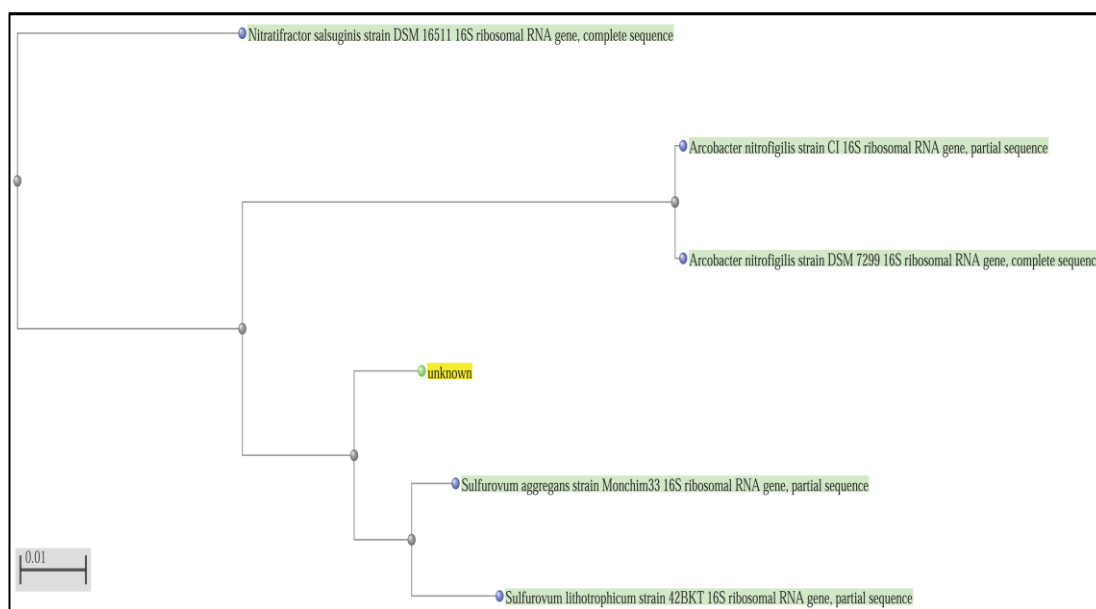 Nitratifractor salsuginis strain DSM 16511 16S ribosomal RNA gene, complete sequence
Arcobacter nitrofigilis strain CI 16S ribosomal RNA gene, partial sequence
Arcobacter nitrofigilis strain DSM 7299 16S ribosomal RNA gene, complete sequenc
unknown
Sulfurovum aggregans strain Monchim33 16S ribosomal RNA gene, partial sequence
0.01
Sulfurovum lithotrophicum strain 42BKT 16S ribosomal RNA gene, partial sequence